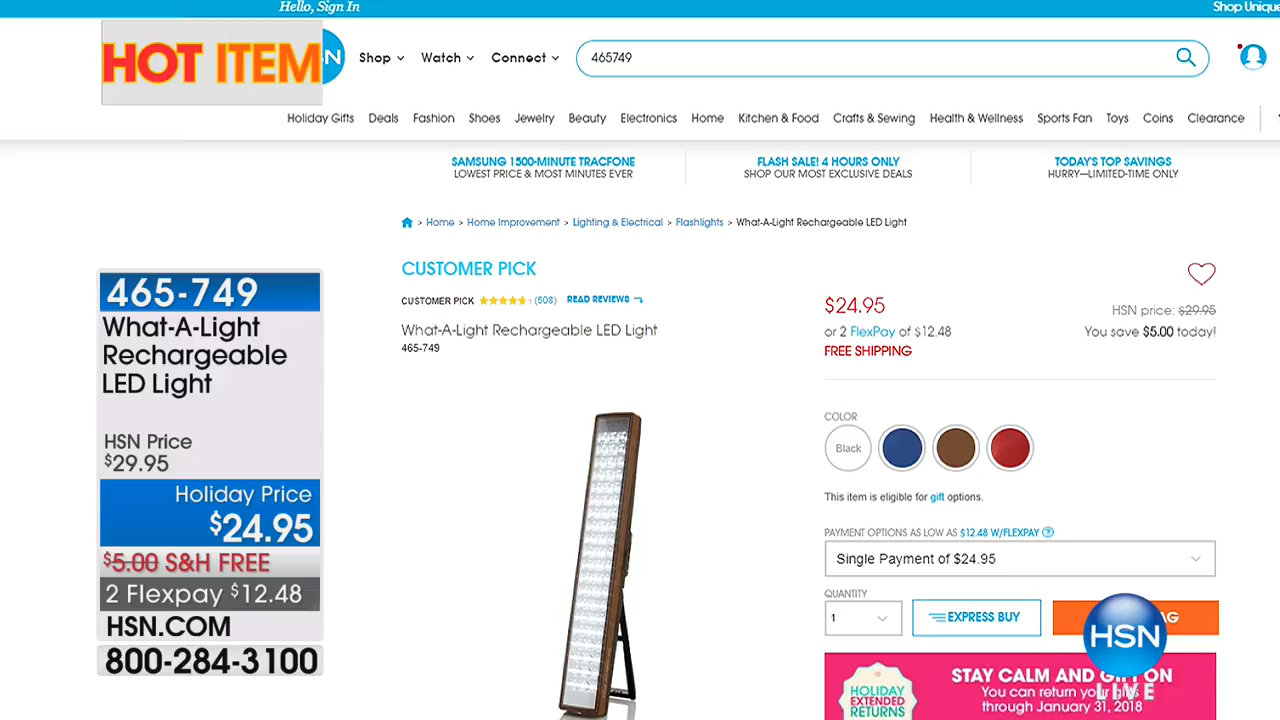 Hello, Sign In
Shop Unique
HOT ITEM
SN
Shop
Watch
Connect
465749
Holiday Gifts
Deals
Fashion
Shoes
Jewelry
Beauty
Electronics
Home
Kitchen & Food
Crafts & Sewing
Health & Wellness
Sports Fan
Toys
Coins
Clearance
SAMSUNG 1500-MINUTE TRACFONE
LOWEST PRICE & MOST MINUTES EVER
FLASH SALE! 4 HOURS ONLY
SHOP OUR MOST EXCLUSIVE DEALS
TODAY'S TOP SAVINGS
HURRY—LIMITED-TIME ONLY
> Home > Home Improvement > Lighting & Electrical > Flashlights > What-A-Light Rechargeable LED Light
465-749
What-A-Light
Rechargeable
LED Light
HSN Price
$29.95
Holiday Price
$24.95
$5.00 S&H FREE
2 Flexpay $12.48
HSN.COM
800-284-3100
CUSTOMER PICK
CUSTOMER PICK (508) READ REVIEWS
What-A-Light Rechargeable LED Light
465-749
$24.95
HSN price: $29.95
or 2 FlexPay of $12.48
You save $5.00 today!
FREE SHIPPING
COLOR
Black
This item is eligible for gift options.
PAYMENT OPTIONS AS LOW AS $12.48 W/FLEXPAY ?
Single Payment of $24.95
QUANTITY
1
EXPRESS BUY
AG
HSN
LIVE
HOLIDAY
EXTENDED
RETURNS
STAY CALM AND GIFT ON
You can return your gifts
through January 31, 2018